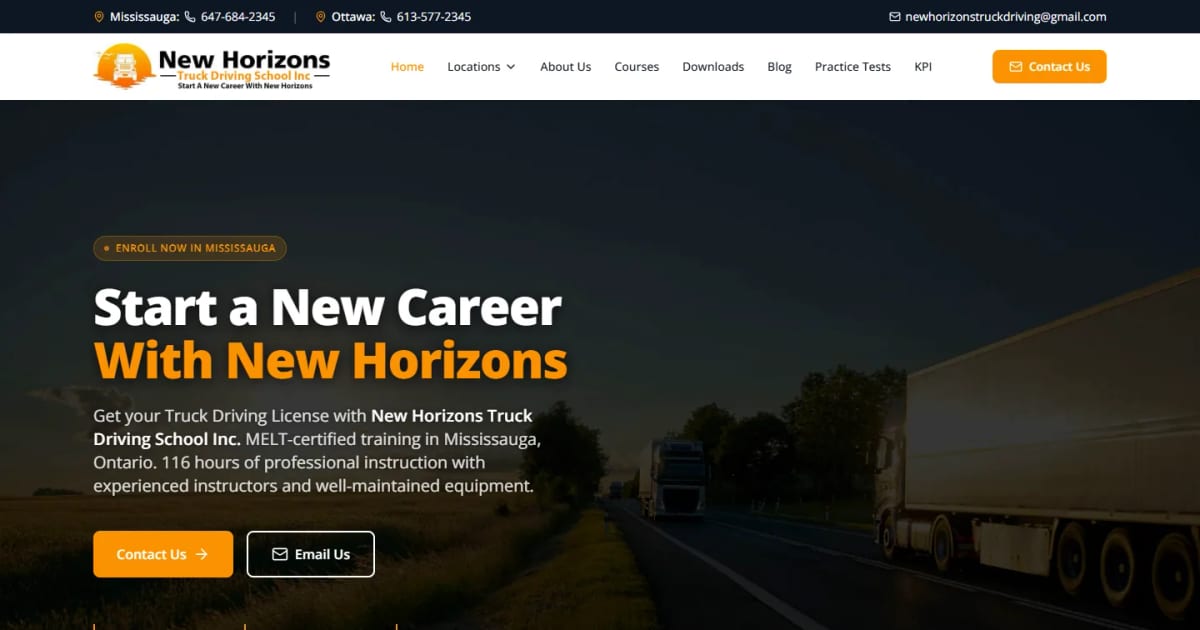 Mississauga: 647-684-2345 | Ottawa: 613-577-2345 newhorizonstruckdriving@gmail.com
New Horizons
Truck Driving School Inc
Start A New Career With New Horizons
Home Locations About Us Courses Downloads Blog Practice Tests KPI Contact Us
ENROLL NOW IN MISSISSAUGA
Start a New Career
With New Horizons
Get your Truck Driving License with New Horizons Truck
Driving School Inc. MELT-certified training in Mississauga,
Ontario. 116 hours of professional instruction with
experienced instructors and well-maintained equipment.
Contact Us → Email Us